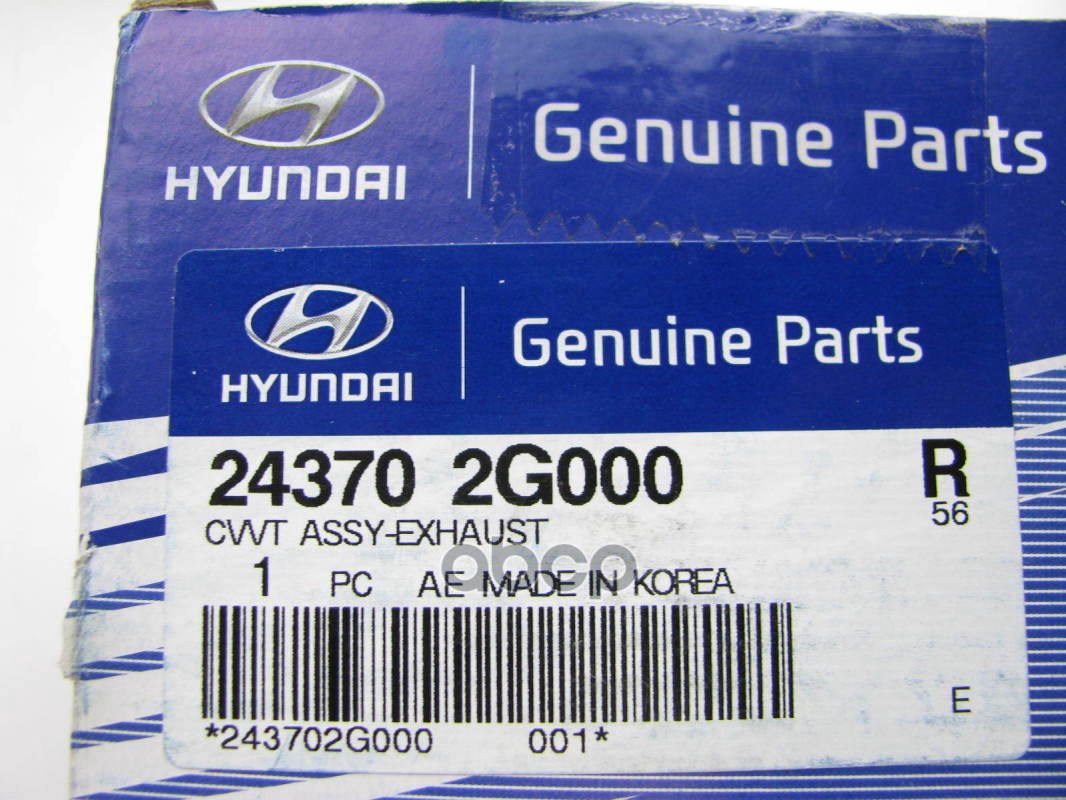 HYUNDAI
Genuine Parts
HYUNDAI
Genuine Parts
24370 2G000
R
56
CVVT ASSY-EXHAUST
abcp
1 PC AE MADE IN KOREA
E
*243702G000 001*